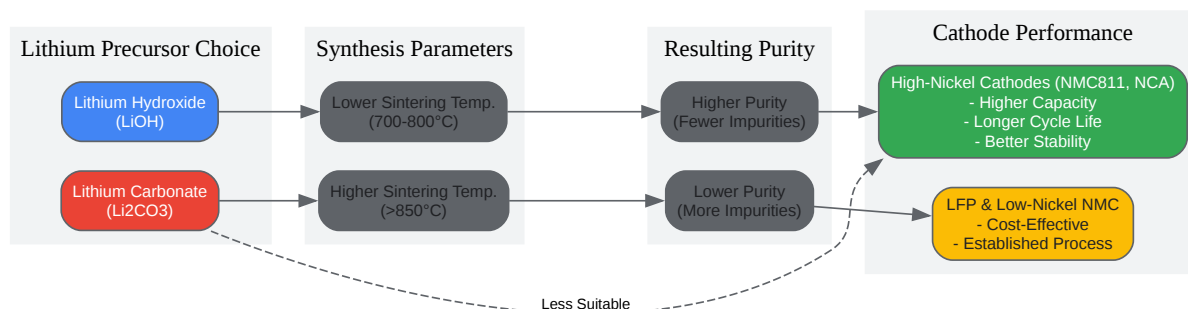 Lithium Precursor Choice
Lithium Hydroxide
(LiOH)
Lithium Carbonate
(Li2CO3)
Synthesis Parameters
Lower Sintering Temp.
(700-800°C)
Higher Sintering Temp.
(>850°C)
Resulting Purity
Higher Purity
(Fewer Impurities)
Lower Purity
(More Impurities)
Cathode Performance
High-Nickel Cathodes (NMC811, NCA)
- Higher Capacity
- Longer Cycle Life
- Better Stability
LFP & Low-Nickel NMC
- Cost-Effective
- Established Process
Less Suitable